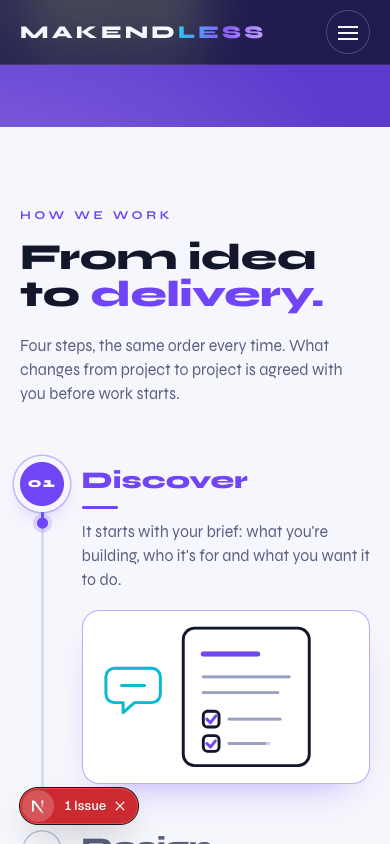 MAKENDLESS
HOW WE WORK
From idea
to delivery.
Four steps, the same order every time. What
changes from project to project is agreed with
you before work starts.
01
Discover
It starts with your brief: what you're
building, who it's for and what you want it
to do.
N
1 Issue
Design